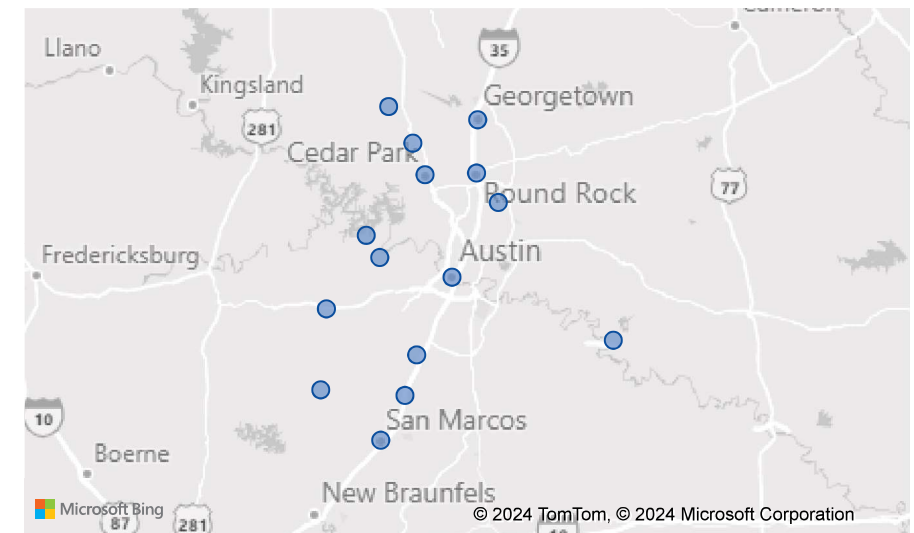 Cameron
Llano
35
Kingsland
Georgetown
281
Cedar Park
77
Round Rock
Austin
Fredericksburg
10
San Marcos
Boerne
New Braunfels
Microsoft Bing
87
281
© 2024 TomTom, © 2024 Microsoft Corporation